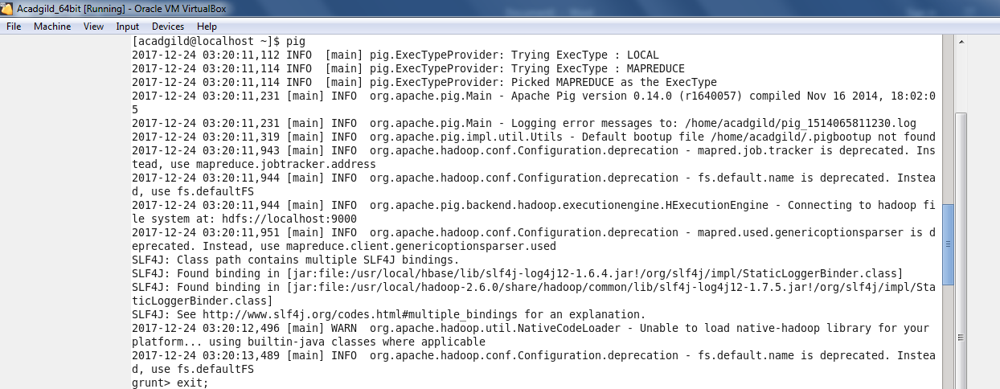 Acadgild_64bit [Running] - Oracle VM VirtualBox
File Machine View Input Devices Help
[acadgild@localhost ~]$ pig
2017-12-24 03:20:11,112 INFO  [main] pig.ExecTypeProvider: Trying ExecType : LOCAL
2017-12-24 03:20:11,114 INFO  [main] pig.ExecTypeProvider: Trying ExecType : MAPREDUCE
2017-12-24 03:20:11,114 INFO  [main] pig.ExecTypeProvider: Picked MAPREDUCE as the ExecType
2017-12-24 03:20:11,231 [main] INFO  org.apache.pig.Main - Apache Pig version 0.14.0 (r1640057) compiled Nov 16 2014, 18:02:0
5
2017-12-24 03:20:11,231 [main] INFO  org.apache.pig.Main - Logging error messages to: /home/acadgild/pig_1514065811230.log
2017-12-24 03:20:11,319 [main] INFO  org.apache.pig.impl.util.Utils - Default bootup file /home/acadgild/.pigbootup not found
2017-12-24 03:20:11,943 [main] INFO  org.apache.hadoop.conf.Configuration.deprecation - mapred.job.tracker is deprecated. Ins
tead, use mapreduce.jobtracker.address
2017-12-24 03:20:11,944 [main] INFO  org.apache.hadoop.conf.Configuration.deprecation - fs.default.name is deprecated. Instea
d, use fs.defaultFS
2017-12-24 03:20:11,944 [main] INFO  org.apache.pig.backend.hadoop.executionengine.HExecutionEngine - Connecting to hadoop fi
le system at: hdfs://localhost:9000
2017-12-24 03:20:11,951 [main] INFO  org.apache.hadoop.conf.Configuration.deprecation - mapred.used.genericoptionsparser is d
eprecated. Instead, use mapreduce.client.genericoptionsparser.used
SLF4J: Class path contains multiple SLF4J bindings.
SLF4J: Found binding in [jar:file:/usr/local/hbase/lib/slf4j-log4j12-1.6.4.jar!/org/slf4j/impl/StaticLoggerBinder.class]
SLF4J: Found binding in [jar:file:/usr/local/hadoop-2.6.0/share/hadoop/common/lib/slf4j-log4j12-1.7.5.jar!/org/slf4j/impl/Sta
ticLoggerBinder.class]
SLF4J: See http://www.slf4j.org/codes.html#multiple_bindings for an explanation.
2017-12-24 03:20:12,496 [main] WARN  org.apache.hadoop.util.NativeCodeLoader - Unable to load native-hadoop library for your
platform... using builtin-java classes where applicable
2017-12-24 03:20:13,489 [main] INFO  org.apache.hadoop.conf.Configuration.deprecation - fs.default.name is deprecated. Instea
d, use fs.defaultFS
grunt> exit;